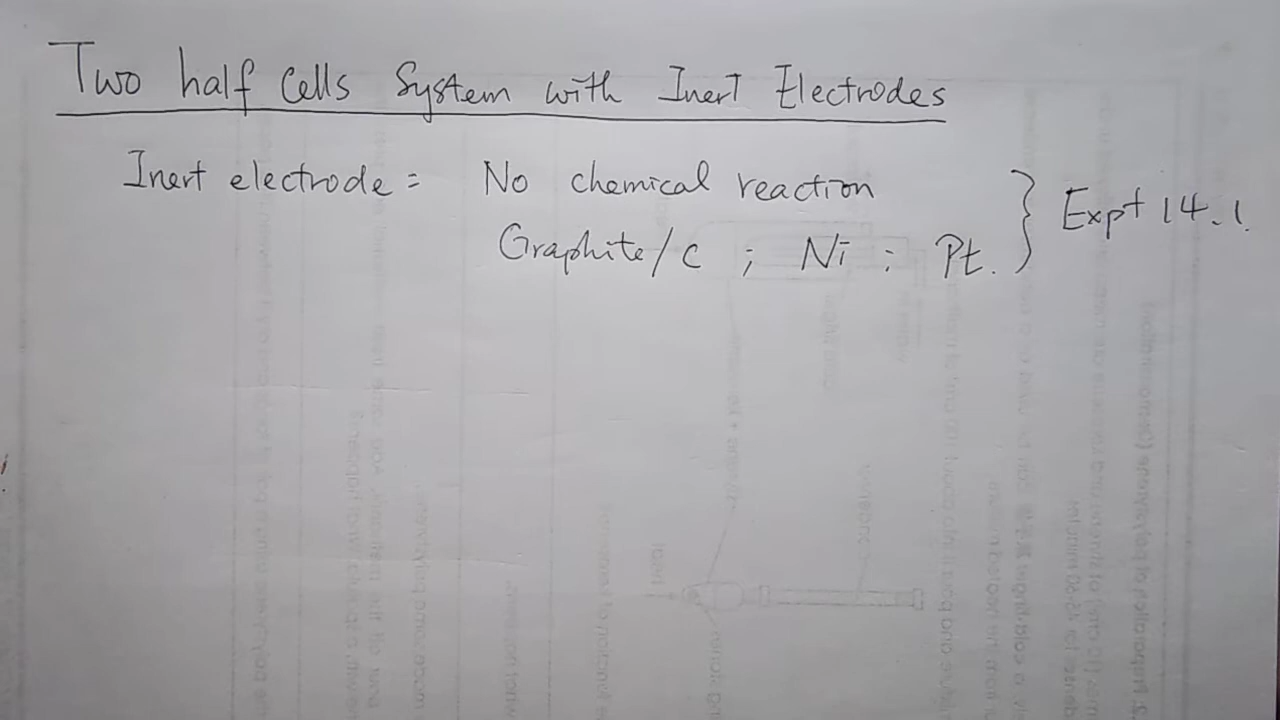 Two half Cells System with Inert Electrodes
Inert electrode = No chemical reaction
Graphite/C ; Ni ; Pt.
Expt 14.1